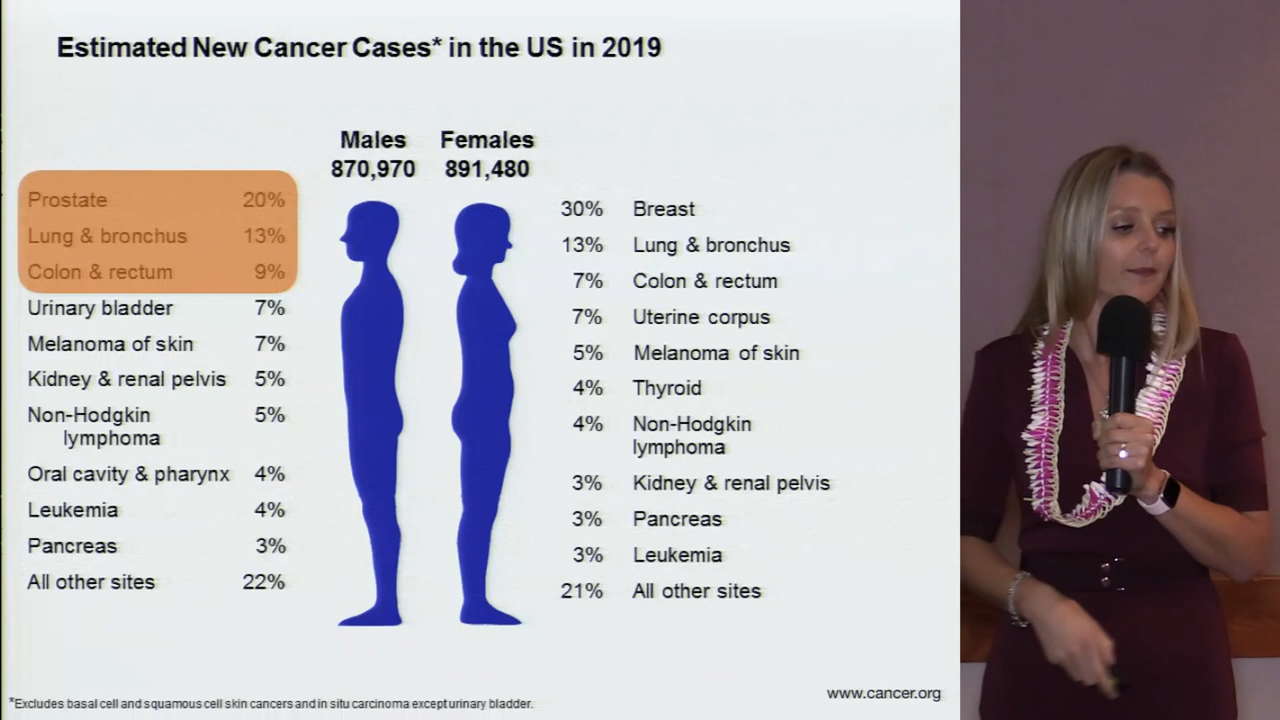 Estimated New Cancer Cases* in the US in 2019
Males Females
870,970 891,480
Prostate 20%
Lung & bronchus 13%
Colon & rectum 9%
Urinary bladder 7%
Melanoma of skin 7%
Kidney & renal pelvis 5%
Non-Hodgkin 5%
lymphoma
Oral cavity & pharynx 4%
Leukemia 4%
Pancreas 3%
All other sites 22%
30% Breast
13% Lung & bronchus
7% Colon & rectum
7% Uterine corpus
5% Melanoma of skin
4% Thyroid
4% Non-Hodgkin
lymphoma
3% Kidney & renal pelvis
3% Pancreas
3% Leukemia
21% All other sites
www.cancer.org
*Excludes basal cell and squamous cell skin cancers and in situ carcinoma except urinary bladder.